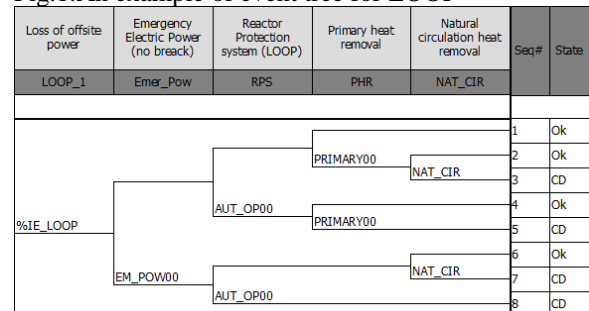 Fig.1. An example of event tree for LOOP
Loss of offsite power
Emergency Electric Power (no breack)
Reactor Protection system (LOOP)
Primary heat removal
Natural circulation heat removal
Seq#
State
LOOP_1
Emer_Pow
RPS
PHR
NAT_CIR
1
Ok
PRIMARY00
2
Ok
NAT_CIR
3
CD
AUT_OP00
4
Ok
%IE_LOOP
PRIMARY00
5
CD
6
Ok
EM_POW00
NAT_CIR
7
CD
AUT_OP00
8
CD